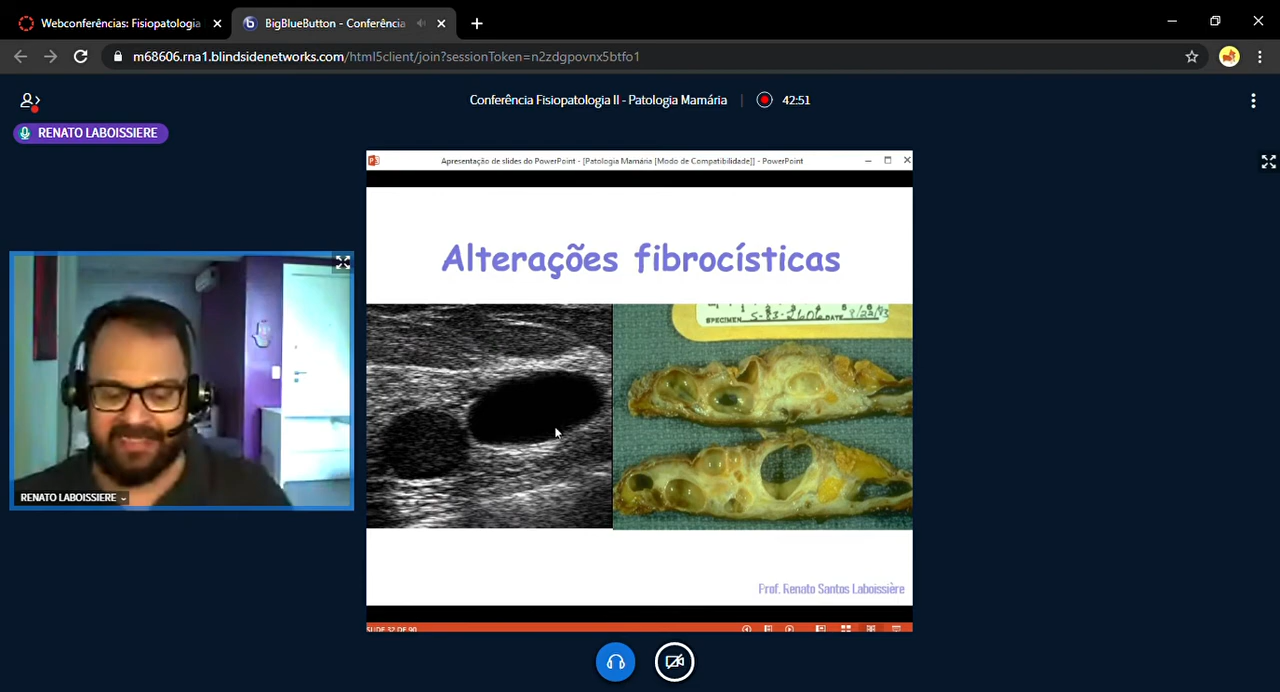 Webconferências: Fisiopatologia
BigBlueButton - Conferência
m68606.rna1.blindsidenetworks.com/html5client/join?sessionToken=n2zdgpovnx5btfo1
Conferência Fisiopatologia II - Patologia Mamária
42:51
RENATO LABOISSIERE
Apresentação de slides do PowerPoint - [Patologia Mamária [Modo de Compatibilidade]] - PowerPoint
Alterações fibrocísticas
SPECIMEN DATE
RENATO LABOISSIERE
Prof. Renato Santos Laboissière
SLIDE 32 DE 90